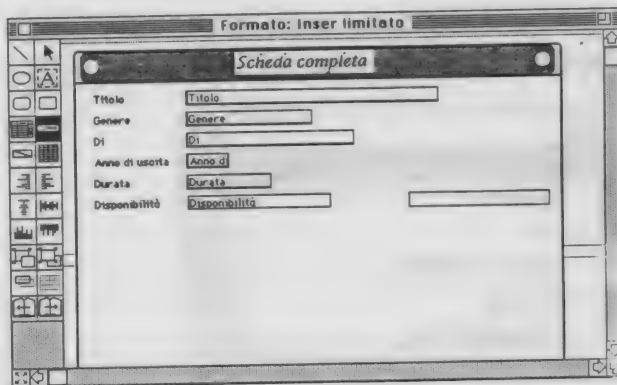 Formato: Inser limitato
A
Scheda completa
Titolo Titolo
Genere Genere
Di Di
Anno di uscita Anno di
Durata Durata
Disponibilità Disponibilità